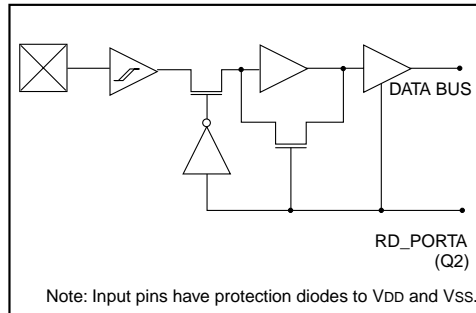 DATA BUS
RD_PORTA
(Q2)
Note: Input pins have protection diodes to VDD and VSS.